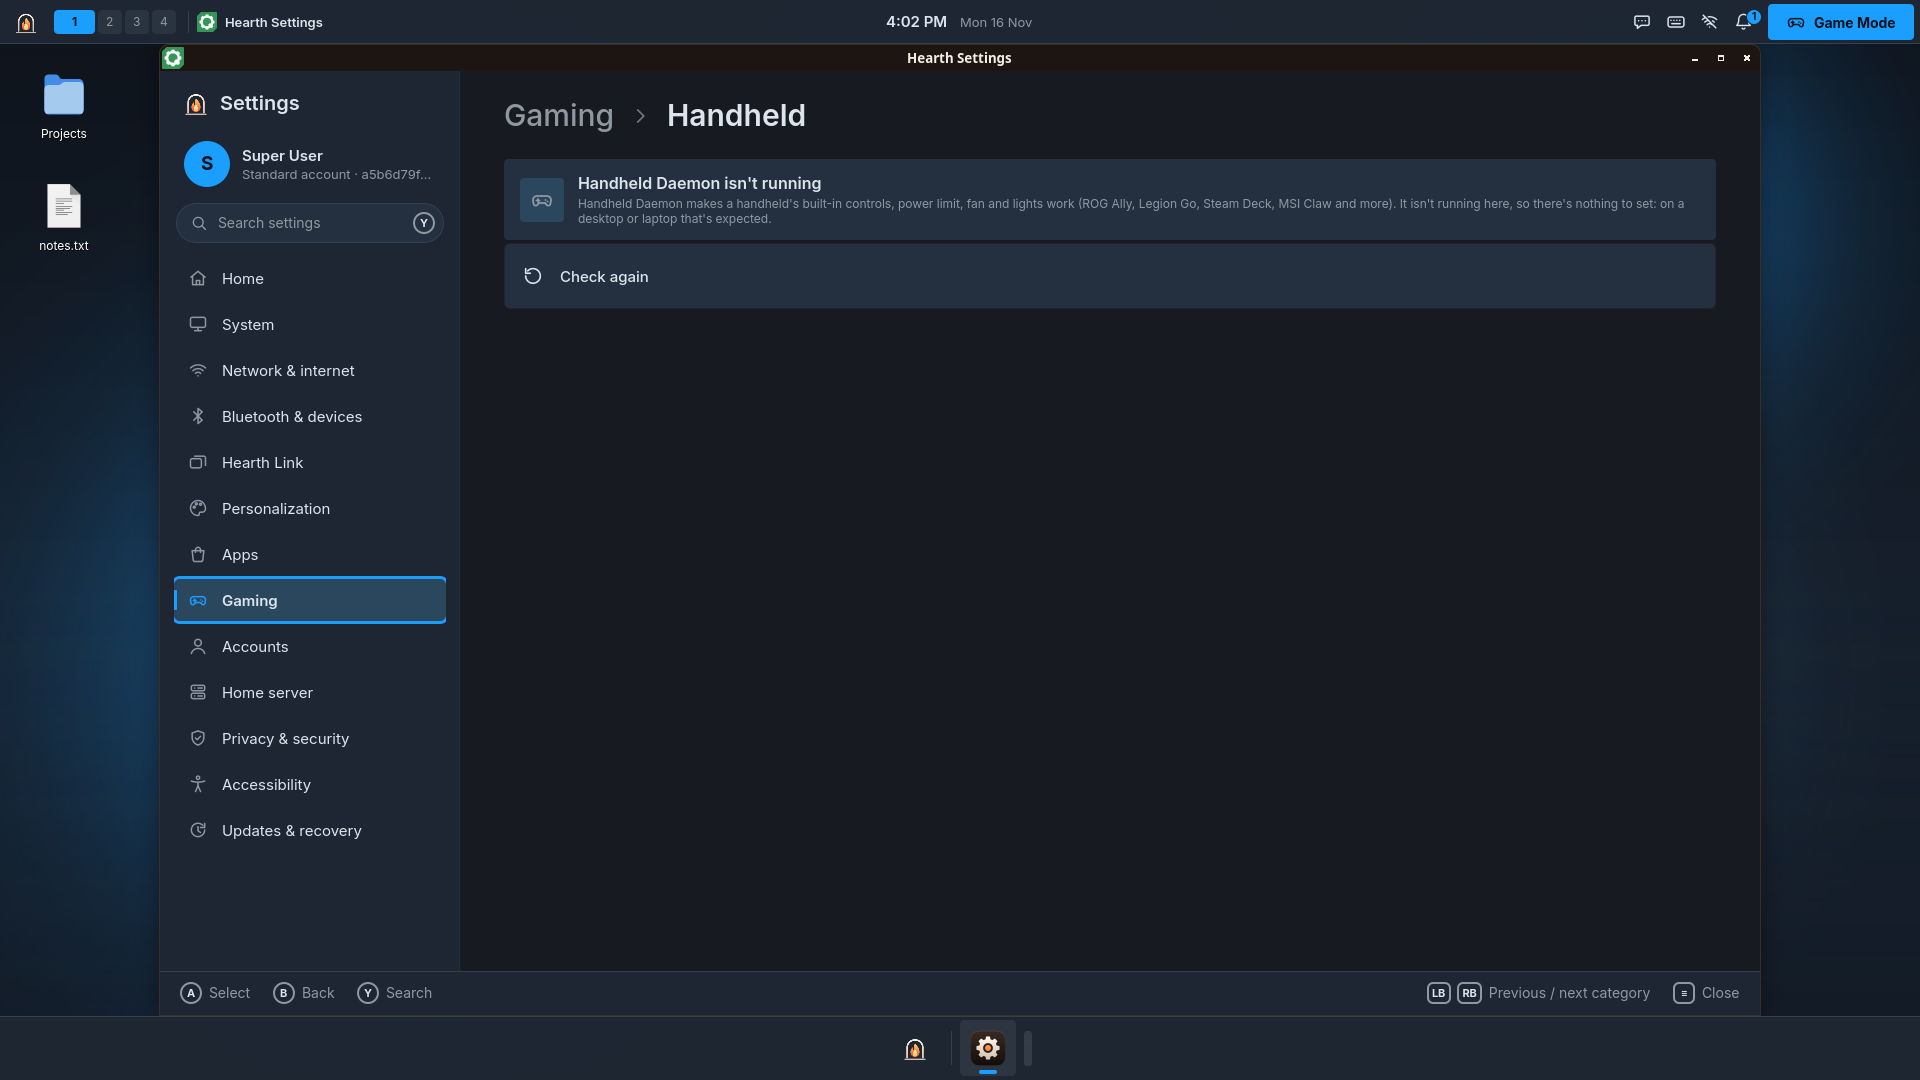 1 2 3 4 Hearth Settings 4:02 PM Mon 16 Nov 1 Game Mode
Hearth Settings
Projects
notes.txt
Settings
S
Super User
Standard account · a5b6d79f...
Search settings Y
Home
System
Network & internet
Bluetooth & devices
Hearth Link
Personalization
Apps
Gaming
Accounts
Home server
Privacy & security
Accessibility
Updates & recovery
Gaming > Handheld
Handheld Daemon isn't running
Handheld Daemon makes a handheld's built-in controls, power limit, fan and lights work (ROG Ally, Legion Go, Steam Deck, MSI Claw and more). It isn't running here, so there's nothing to set: on a
desktop or laptop that's expected.
Check again
A Select B Back Y Search LB RB Previous / next category ≡ Close